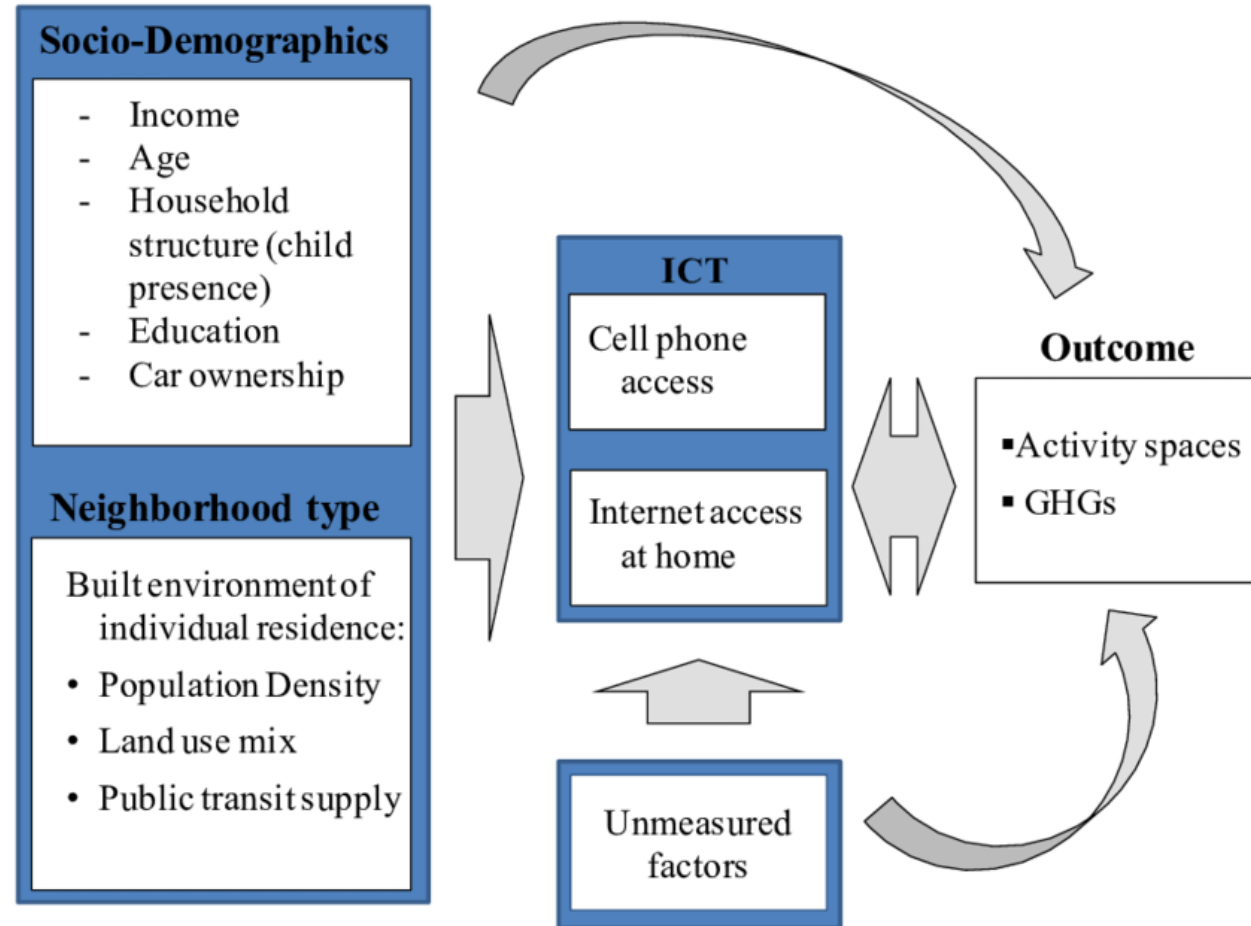 Socio-Demographics
- Income
- Age
- Household
structure (child
presence)
- Education
- Car ownership
Neighborhood type
Built environment of
individual residence:
• Population Density
• Land use mix
• Public transit supply
ICT
Cell phone
access
Internet access
at home
Unmeasured
factors
Outcome
▪Activity spaces
▪ GHGs